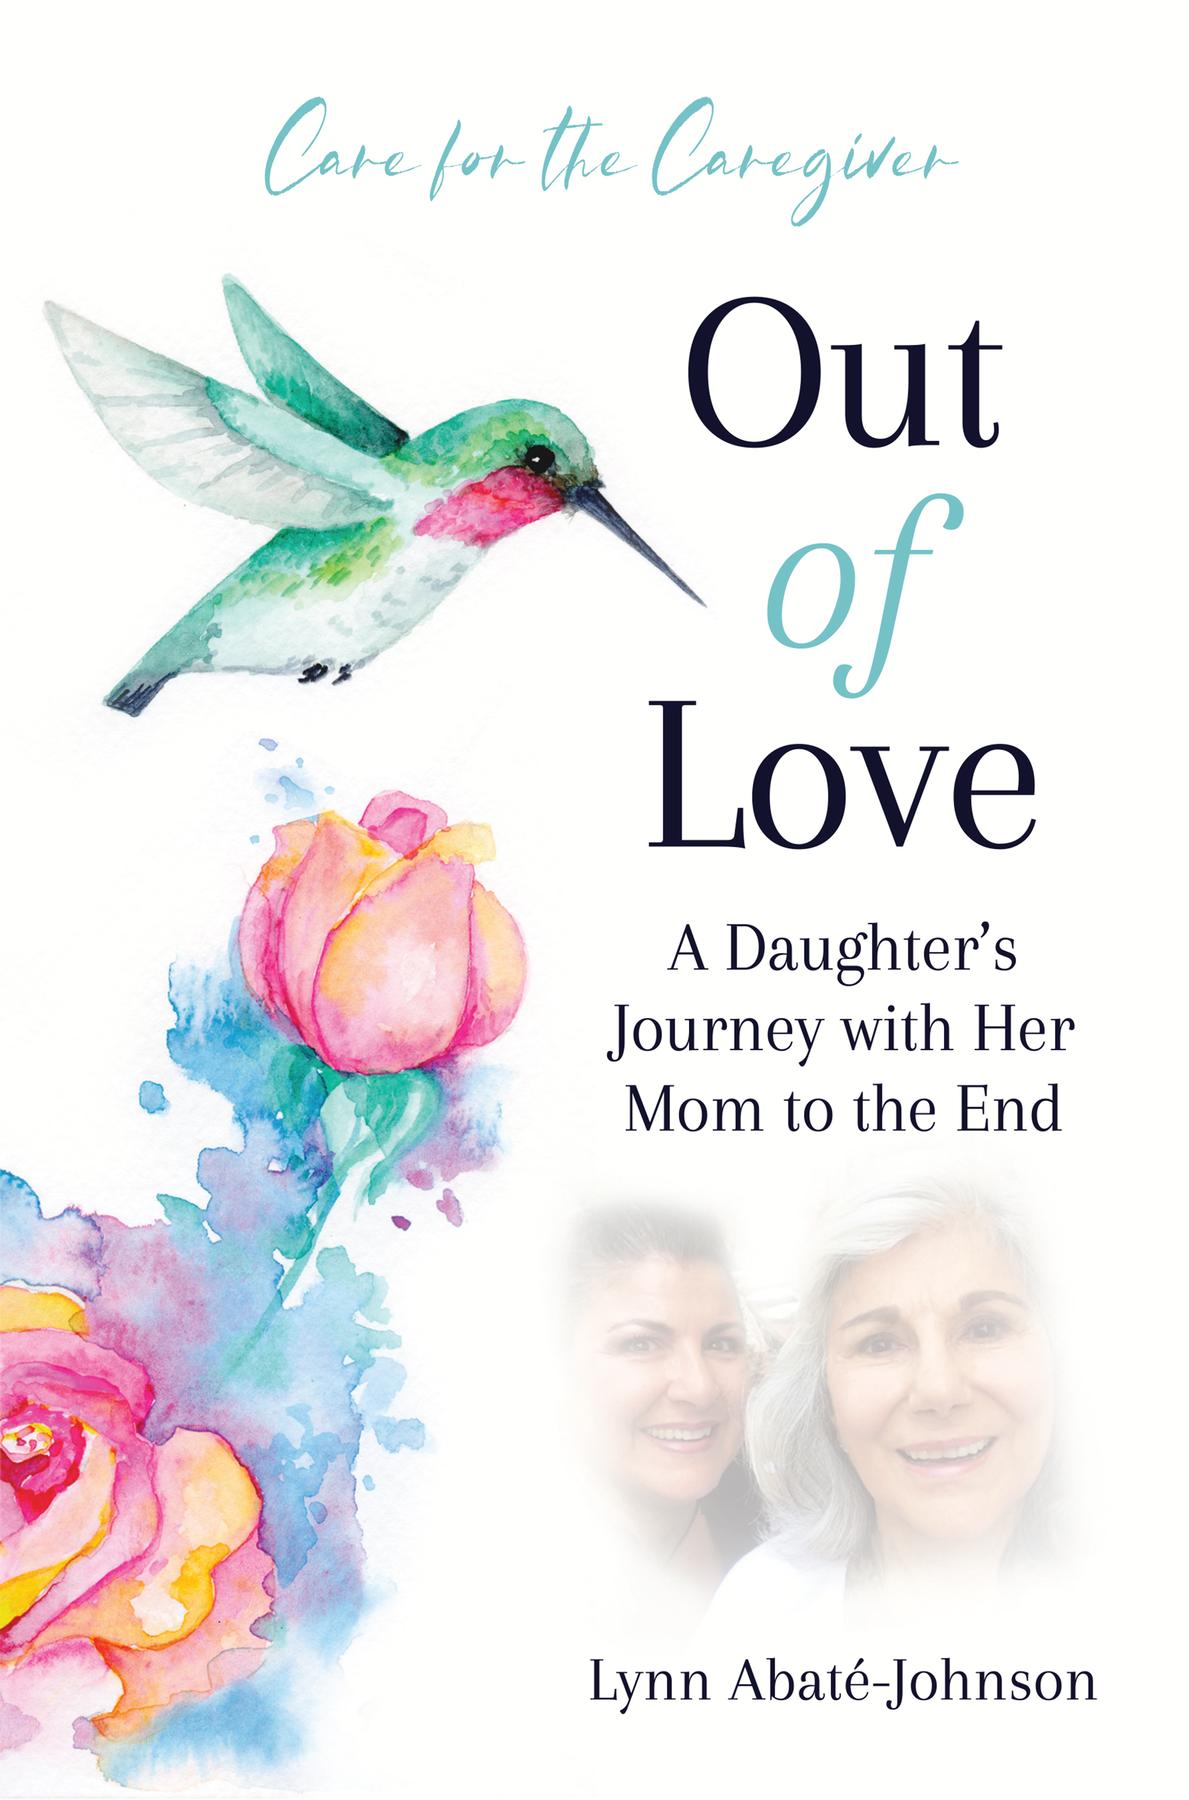 Care for the Caregiver
Out
of
Love
A Daughter’s
Journey with Her
Mom to the End
Lynn Abaté-Johnson